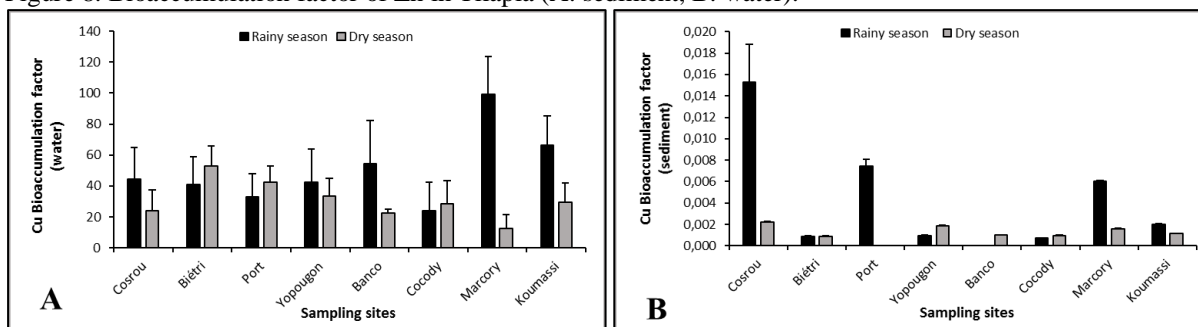 Figure 6: Bioaccumulation factor of Zn in Tilapia (A: sediment; B: water).
Rainy season Dry season
Cu Bioaccumulation factor
(water)
140
120
100
80
60
40
20
0
Cosrou Biétri Port Yopougon Banco Cocody Marcory Koumassi
Sampling sites
A
Rainy season Dry season
Cu Bioaccumulation factor
(sediment)
0,020
0,018
0,016
0,014
0,012
0,010
0,008
0,006
0,004
0,002
0,000
Cosrou Biétri Port Yopougon Banco Cocody Marcory Koumassi
Sampling sites
B